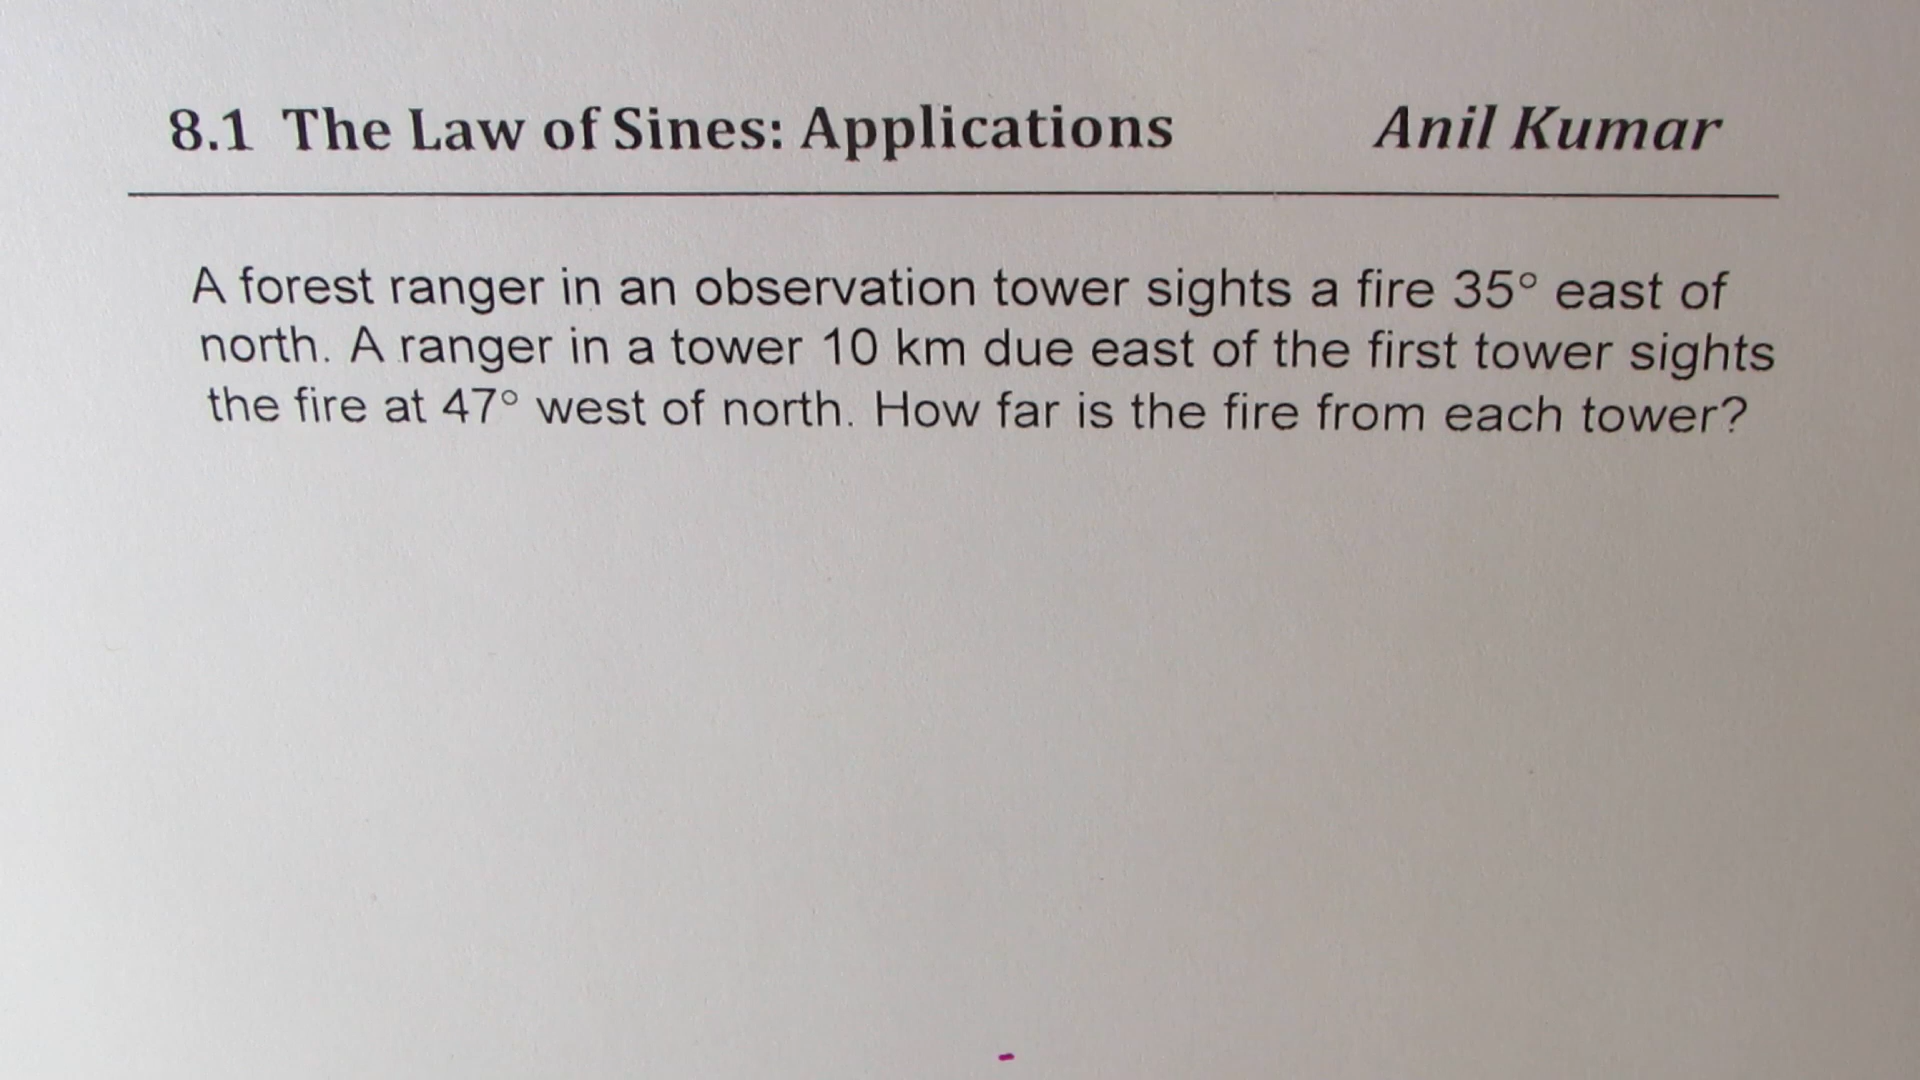 8.1 The Law of Sines: Applications Anil Kumar
A forest ranger in an observation tower sights a fire 35° east of
north. A ranger in a tower 10 km due east of the first tower sights
the fire at 47° west of north. How far is the fire from each tower?